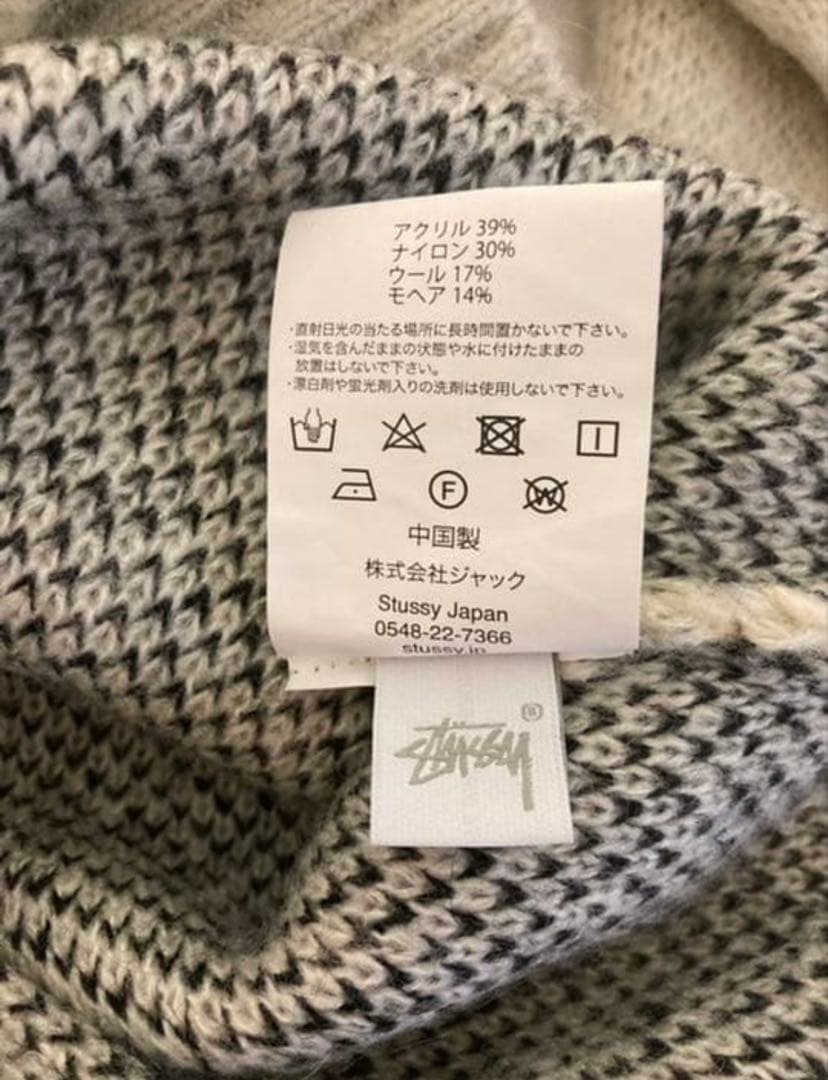 アクリル 39%
ナイロン 30%
ウール 17%
モヘア 14%
・直射日光の当たる場所に長時間置かないで下さい。
・湿気を含んだままの状態や水に付けたままの
放置はしないで下さい。
・漂白剤や蛍光剤入りの洗剤は使用しないで下さい。
F
W
中国製
株式会社ジャック
Stussy Japan
0548-22-7366
stussy.jp
STÜSSY ®